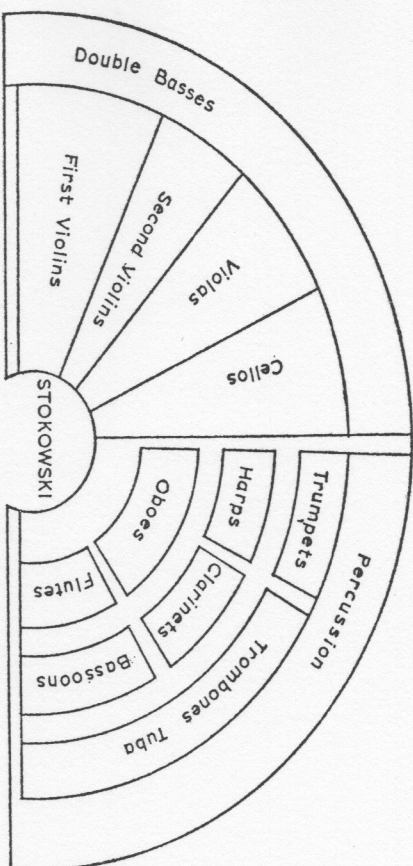 Double Basses
First Violins
Second Violins
Violas
Cellos
STOKOWSKI
Oboes
Harps
Trumpets
Percussion
Flutes
Clarinets
Bassoons
Trombones Tuba